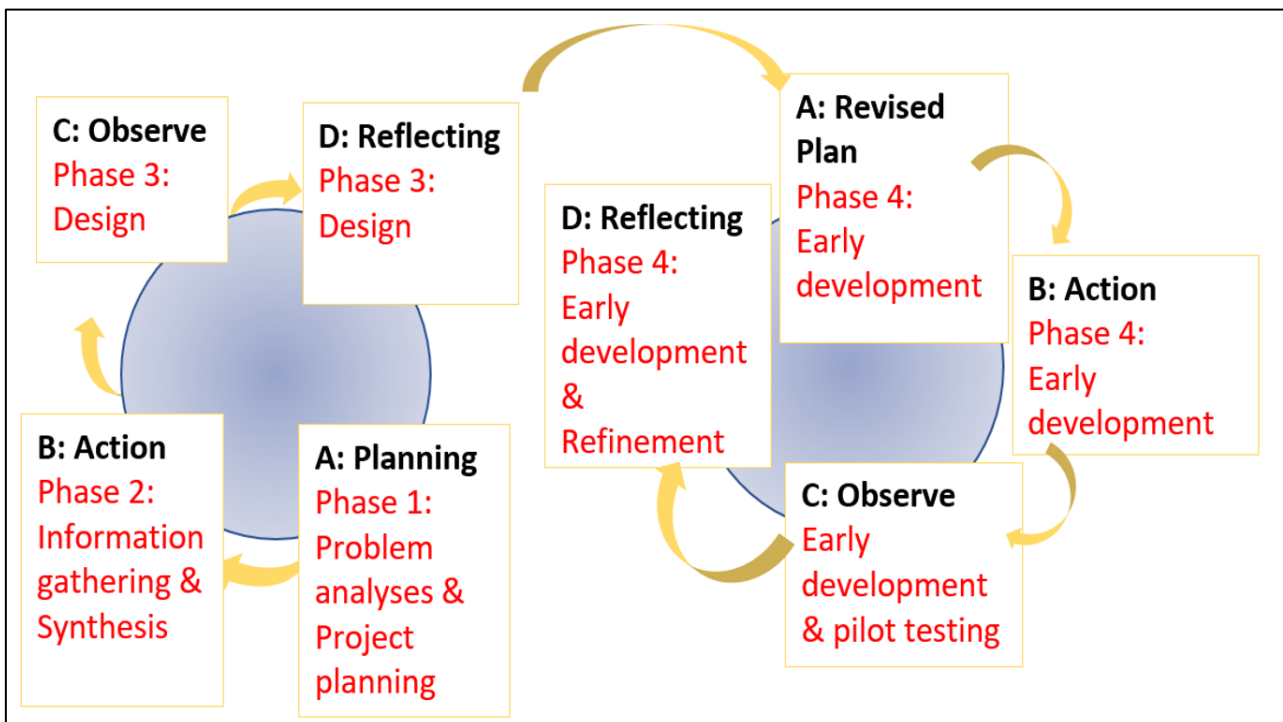 C: Observe
Phase 3:
Design
D: Reflecting
Phase 3:
Design
B: Action
Phase 2:
Information
gathering &
Synthesis
A: Planning
Phase 1:
Problem
analyses &
Project
planning
A: Revised
Plan
Phase 4:
Early
development
D: Reflecting
Phase 4:
Early
development
&
Refinement
B: Action
Phase 4:
Early
development
C: Observe
Early
development
& pilot testing